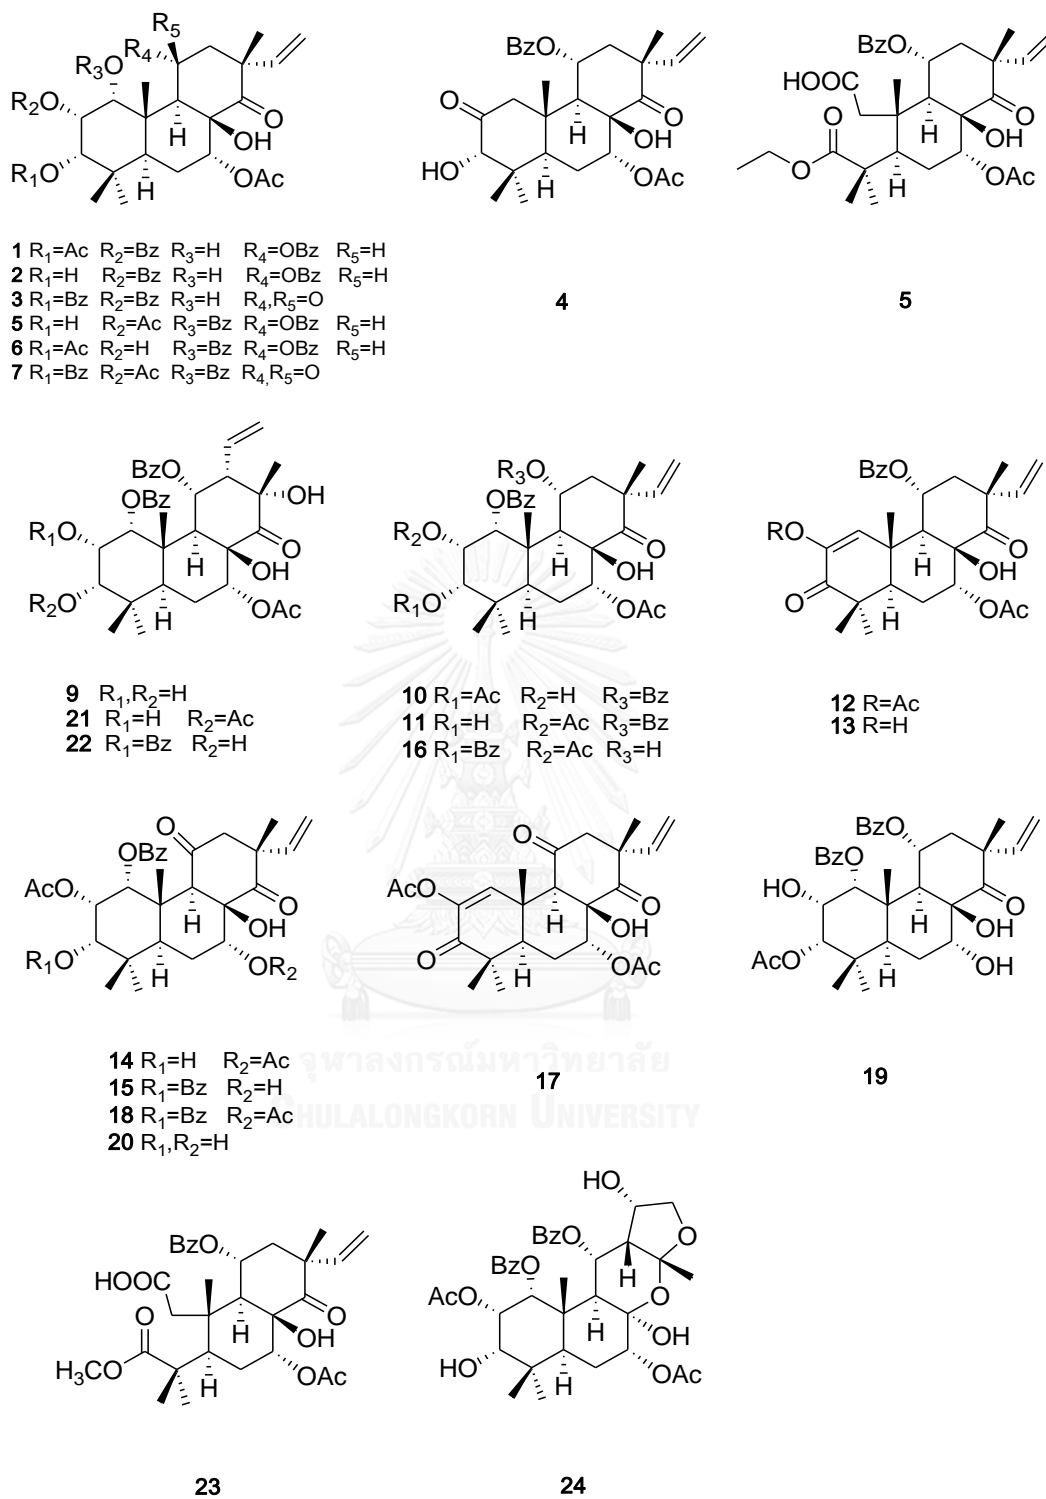 R5
R4
R3O
R2O
O
OH
R1O
H
H
OAc
BzO
O
O
OH
HO
H
H
OAc
BzO
HOOC
O
O
O
OH
H
H
OAc
1 R1=Ac R2=Bz R3=H R4=OBz R5=H
2 R1=H R2=Bz R3=H R4=OBz R5=H
3 R1=Bz R2=Bz R3=H R4,R5=O
5 R1=H R2=Ac R3=Bz R4=OBz R5=H
6 R1=Ac R2=H R3=Bz R4=OBz R5=H
7 R1=Bz R2=Ac R3=Bz R4,R5=O
4
5
BzO
OH
OBz
R1O
O
H
OH
R2O
OAc
H
R3O
OBz
R2O
O
H
OH
R1O
OAc
H
BzO
RO
O
H
OH
O
OAc
H
9 R1,R2=H
21 R1=H R2=Ac
22 R1=Bz R2=H
10 R1=Ac R2=H R3=Bz
11 R1=H R2=Ac R3=Bz
16 R1=Bz R2=Ac R3=H
12 R=Ac
13 R=H
O
OBz
AcO
O
H
OH
R1O
OR2
H
O
AcO
O
H
OH
O
OAc
H
BzO
BzO
HO
O
H
OH
AcO
OH
H
14 R1=H R2=Ac
15 R1=Bz R2=H
18 R1=Bz R2=Ac
20 R1,R2=H
17
19
จุฬาลงกรณ์มหาวิทยาลัย
CHULALONGKORN UNIVERSITY
BzO
HOOC
O
O
H
OH
H3CO
OAc
H
HO
BzO
O
BzO
H
AcO
O
H
OH
HO
OAc
H
23
24